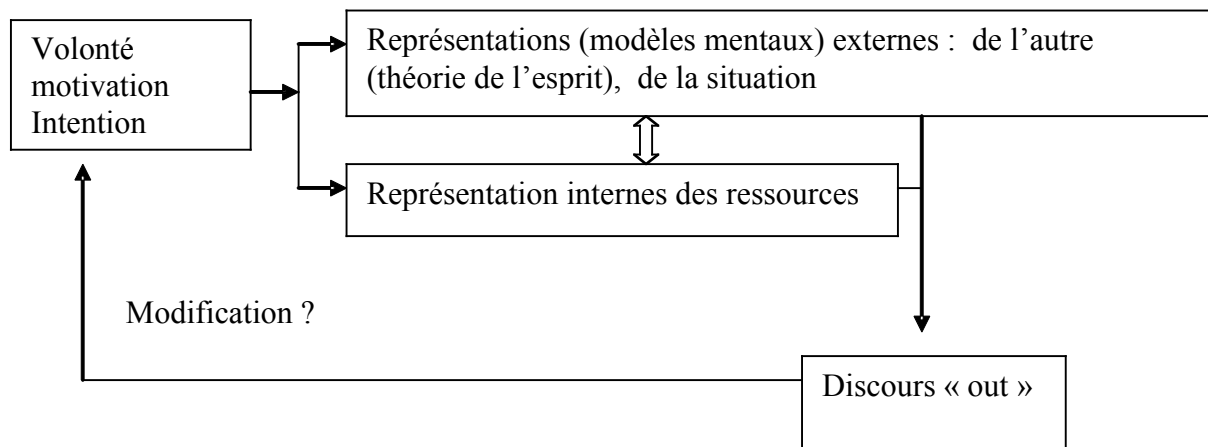 Volonté
motivation
Intention
Représentations (modèles mentaux) externes :  de l’autre
(théorie de l’esprit),  de la situation
Représentation internes des ressources
Modification ?
Discours « out »